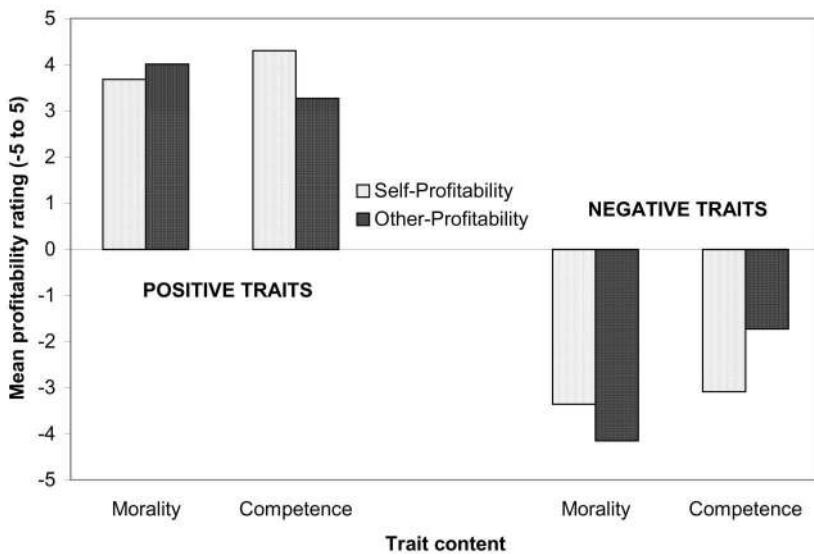 Mean profitability rating (-5 to 5)
5
4
3
2
1
0
-1
-2
-3
-4
-5
Self-Profitability
Other-Profitability
POSITIVE TRAITS
NEGATIVE TRAITS
Morality
Competence
Morality
Competence
Trait content